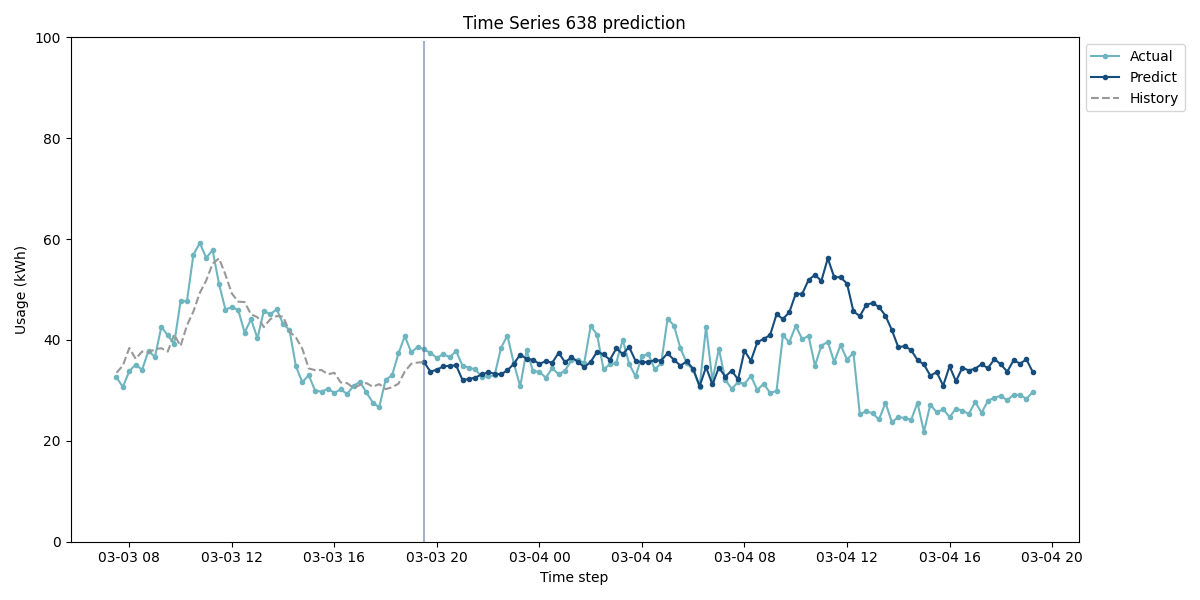 Time Series 638 prediction
100
80
60
40
20
0
Usage (kWh)
03-03 08
03-03 12
03-03 16
03-03 20
03-04 00
03-04 04
03-04 08
03-04 12
03-04 16
03-04 20
Time step
Actual
Predict
History